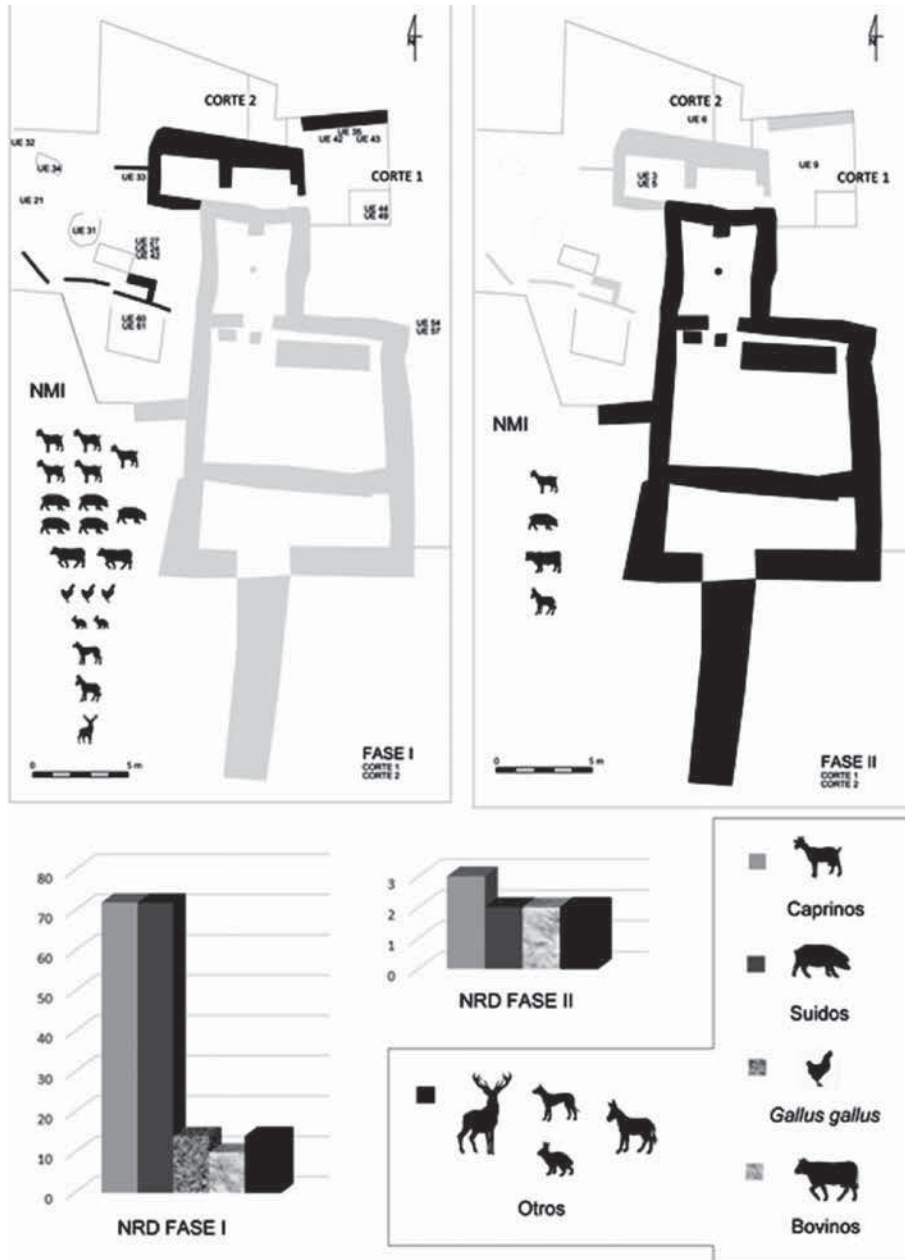 N
CORTE 2
UE 35
UE 42 UE 43
UE 32
UE 34
UE 33
CORTE 1
UE 21
UE 44
UE 31
UE 60
UE 61
UE 54
UE 57
NMI
0 5 m
FASE I
CORTE 1
CORTE 2
N
CORTE 2
UE 6
UE 9
UE 3
UE 5
CORTE 1
NMI
0 5 m
FASE II
CORTE 1
CORTE 2
80
70
60
50
40
30
20
10
0
NRD FASE I
3
2
1
0
NRD FASE II
Caprinos
Suidos
Gallus gallus
Bovinos
Otros